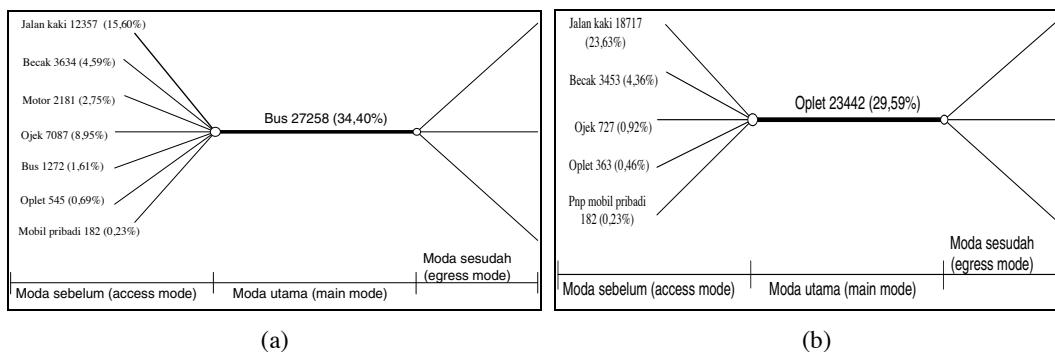 Jalan kaki 12357 (15,60%)
Becak 3634 (4,59%)
Motor 2181 (2,75%)
Ojek 7087 (8,95%)
Bus 1272 (1,61%)
Oplet 545 (0,69%)
Mobil pribadi 182 (0,23%)
Bus 27258 (34,40%)
Moda sesudah
(egress mode)
Moda sebelum (access mode)
Moda utama (main mode)
(a)
Jalan kaki 18717
(23,63%)
Becak 3453 (4,36%)
Ojek 727 (0,92%)
Oplet 363 (0,46%)
Pnp mobil pribadi
182 (0,23%)
Oplet 23442 (29,59%)
Moda sesudah
(egress mode)
Moda sebelum (access mode)
Moda utama (main mode)
(b)